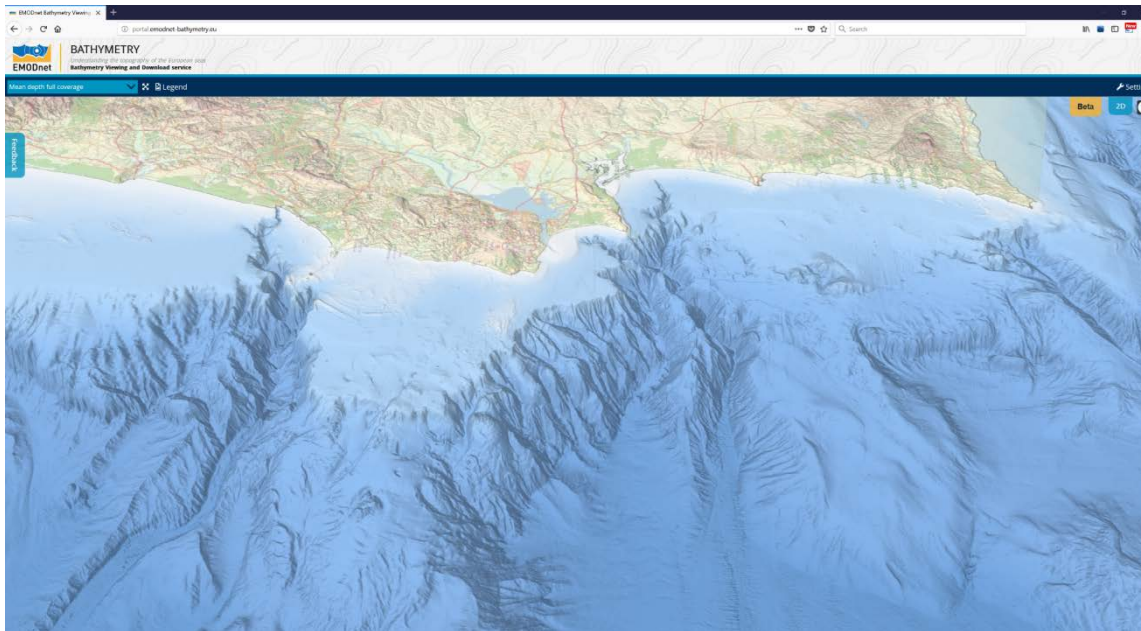 EMODnet Bathymetry Viewing
portal.emodnet-bathymetry.eu
Search
New
EMODnet
BATHYMETRY
Understanding the topography of the European seas
Bathymetry Viewing and Download service
Mean depth full coverage
Legend
Setti
Beta
2D
Feedback